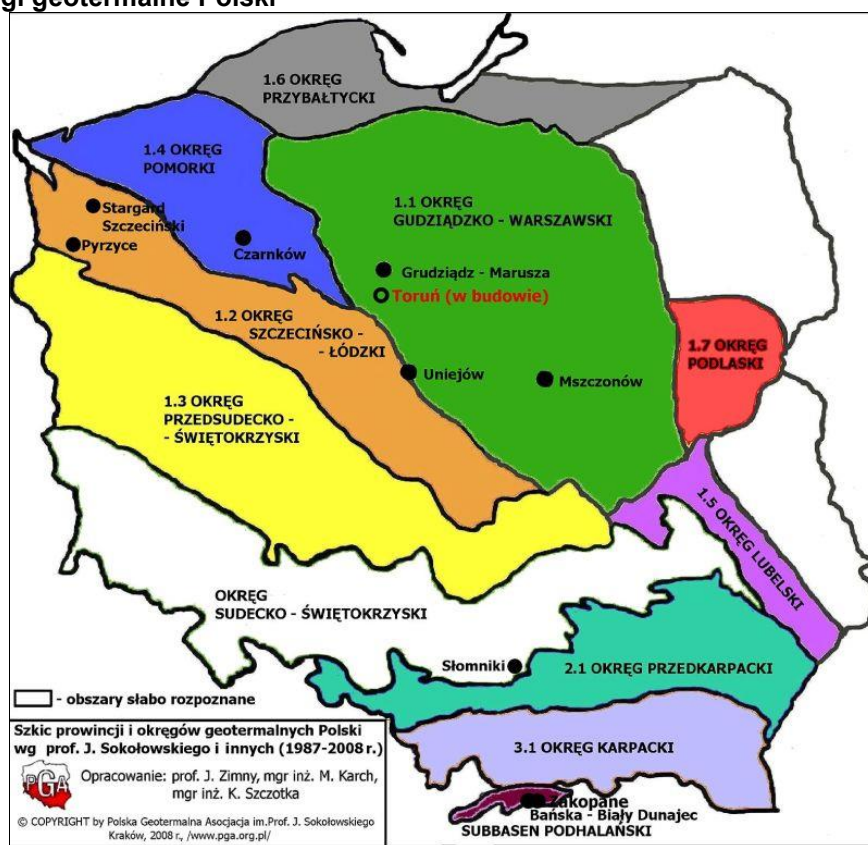 gi geotermalne Polski
1.6 OKRĘG
PRZYBAŁTYCKI
1.4 OKRĘG
POMORKI
1.1 OKRĘG
GUDZIĄDZKO - WARSZAWSKI
Stargard
Szczeciński
Pyrzyce
Czarnków
Grudziądz - Marusza
Toruń (w budowie)
1.2 OKRĘG
SZCZECIŃSKO -
- ŁÓDZKI
1.7 OKRĘG
PODLASKI
Uniejów
Mszczonów
1.3 OKRĘG
PRZEDSUDECKO -
- ŚWIĘTOKRZYSKI
1.5 OKRĘG LUBELSKI
OKRĘG
SUDECKO - ŚWIĘTOKRZYSKI
Słomniki
2.1 OKRĘG PRZEDKARPACKI
- obszary słabo rozpoznane
3.1 OKRĘG KARPACKI
Zakopane
Bańska - Biały Dunajec
SUBBASEN PODHALAŃSKI
Szkic prowincji i okręgów geotermalnych Polski
wg prof. J. Sokołowskiego i innych (1987-2008 r.)
PGA
Opracowanie: prof. J. Zimny, mgr inż. M. Karch,
mgr inż. K. Szczotka
© COPYRIGHT by Polska Geotermalna Asocjacja im.Prof. J. Sokołowskiego
Kraków, 2008 r., /www.pga.org.pl/